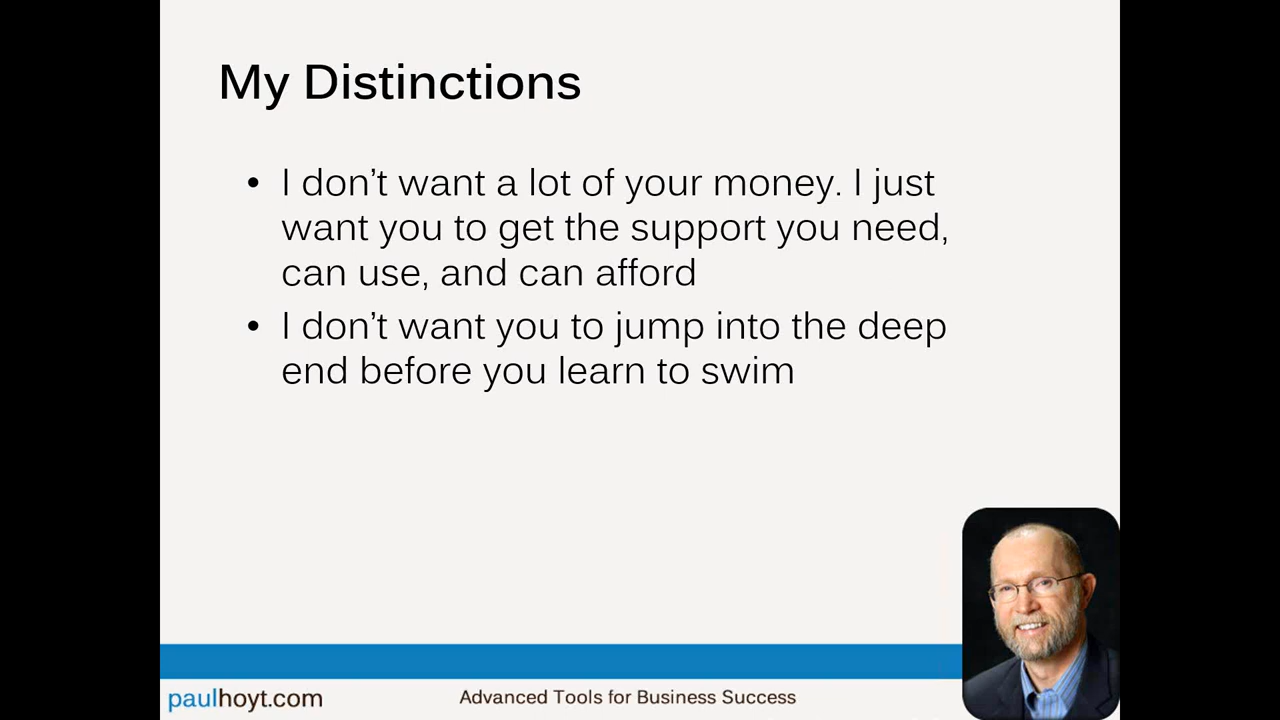 My Distinctions
• I don’t want a lot of your money. I just
want you to get the support you need,
can use, and can afford
• I don’t want you to jump into the deep
end before you learn to swim
paulhoyt.com
Advanced Tools for Business Success